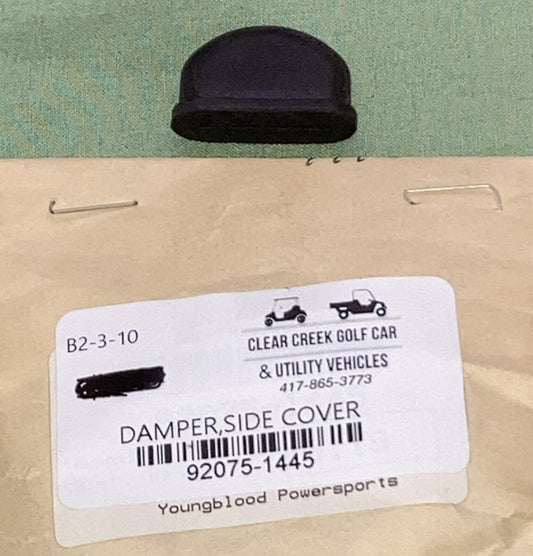 B2-3-10
CLEAR CREEK GOLF CAR
& UTILITY VEHICLES
417-865-3773
DAMPER,SIDE COVER
92075-1445
Youngblood Powersports